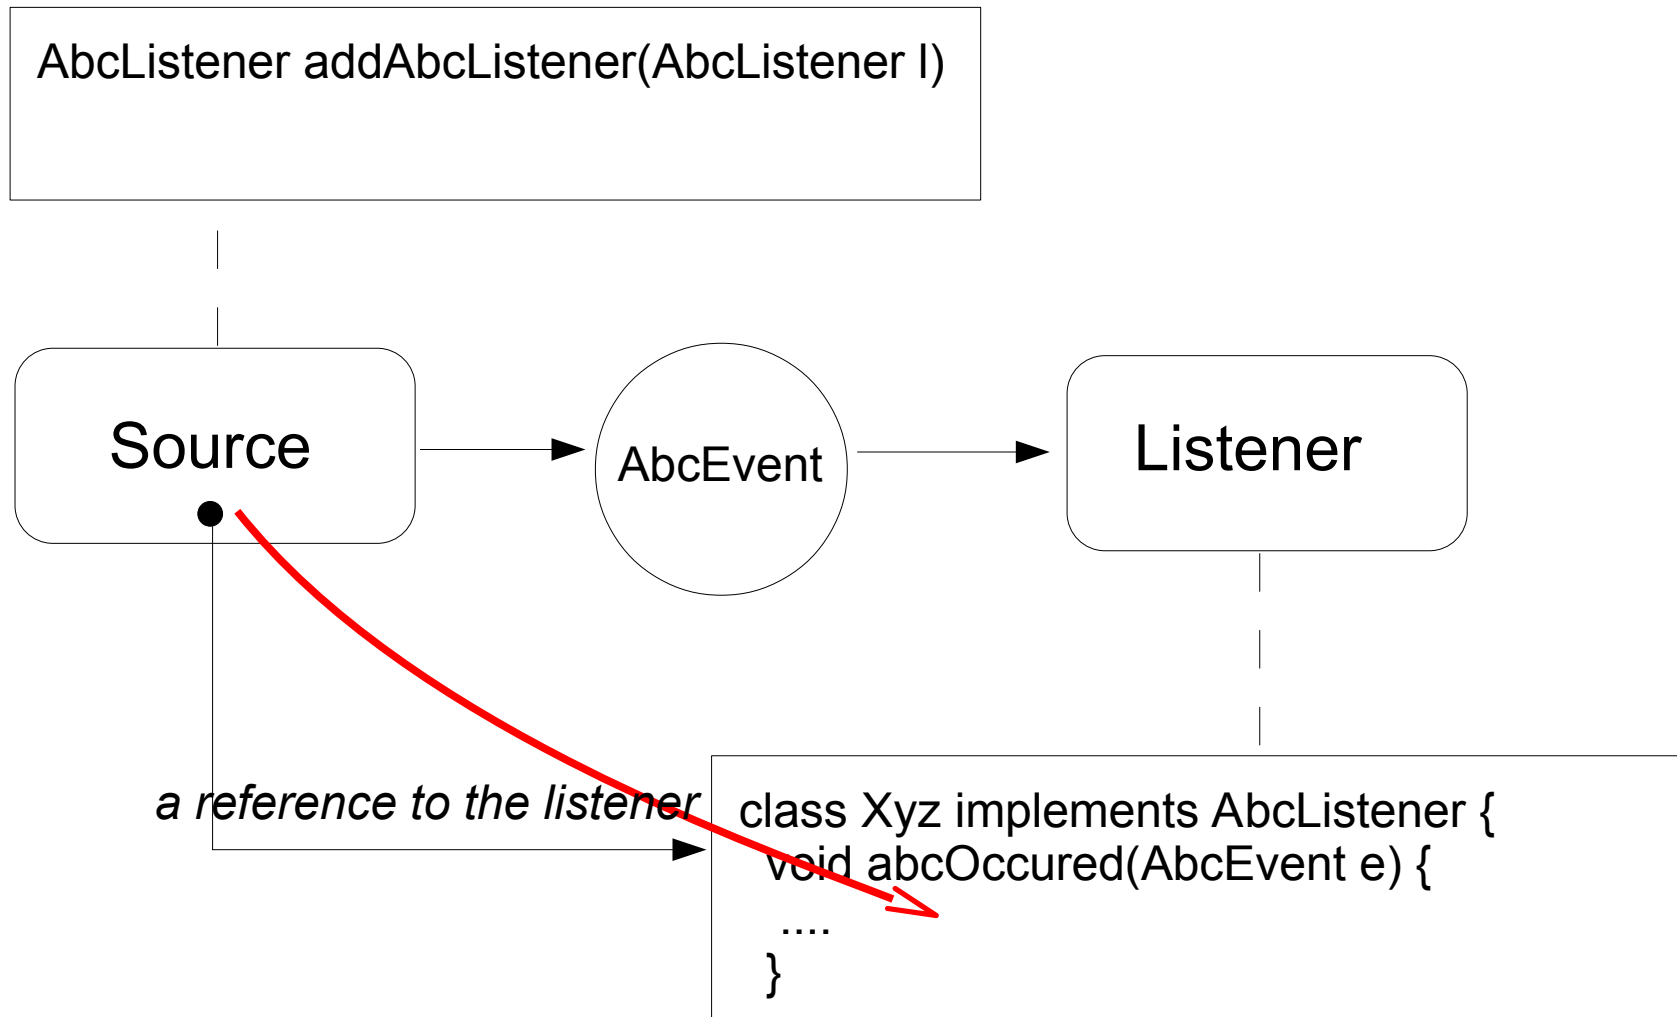 AbcListener addAbcListener(AbcListener l)
Source
AbcEvent
Listener
a reference to the listener
class Xyz implements AbcListener {
void abcOccured(AbcEvent e) {
....
}